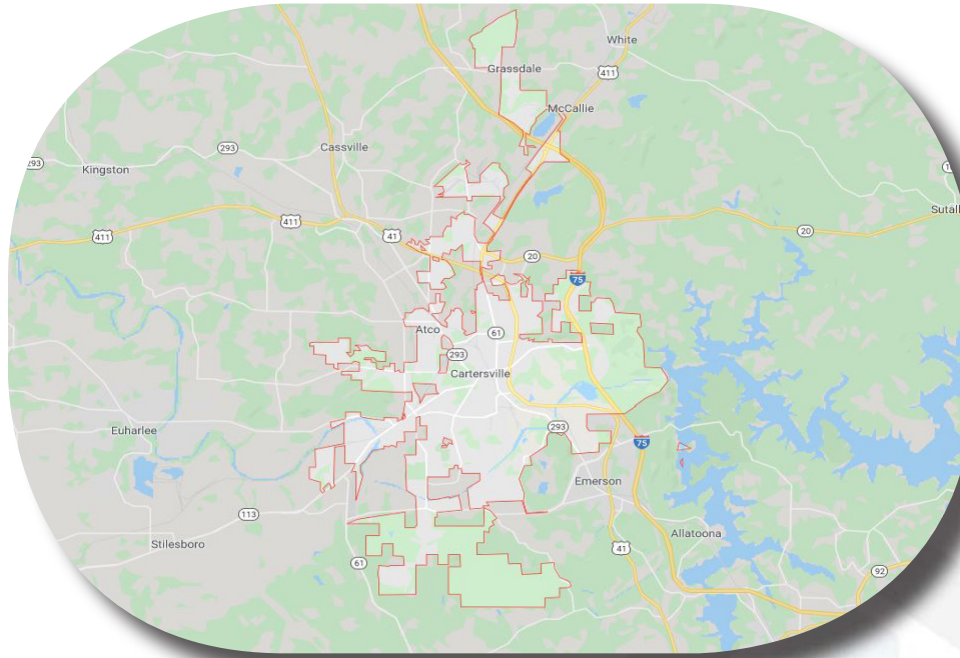 White
Grassdale
411
McCallie
293
Cassville
293
Kingston
Sutall
411
411
41
20
20
75
Atco
61
293
Cartersville
Euharlee
293
75
Emerson
113
Allatoona
Stilesboro
41
61
92